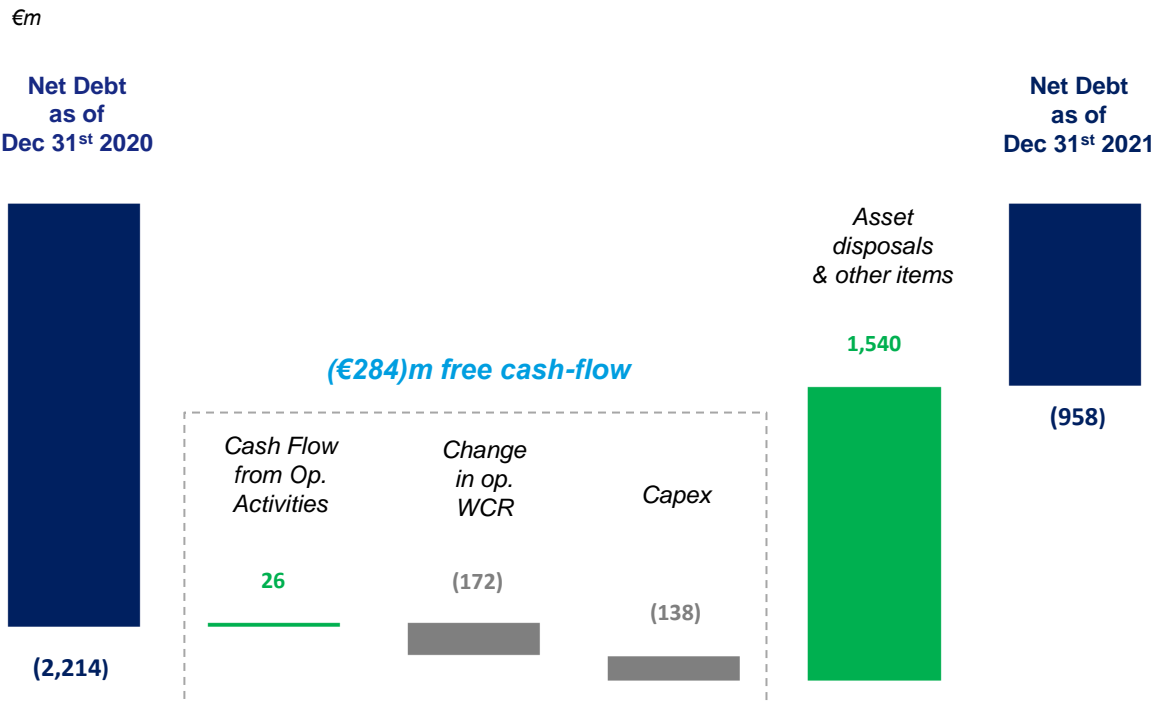 €m
Net Debt
as of
Dec 31st 2020
(2,214)
(€284)m free cash-flow
Cash Flow
from Op.
Activities
26
Change
in op.
WCR
(172)
Capex
(138)
Asset
disposals
& other items
1,540
Net Debt
as of
Dec 31st 2021
(958)